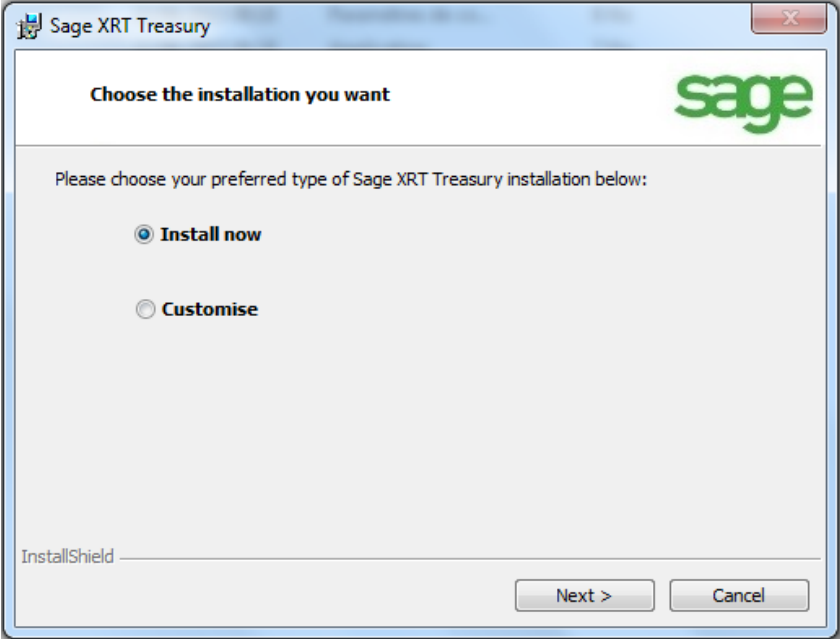 Sage XRT Treasury
Choose the installation you want
sage
Please choose your preferred type of Sage XRT Treasury installation below:
Install now
Customise
InstallShield
Next >
Cancel